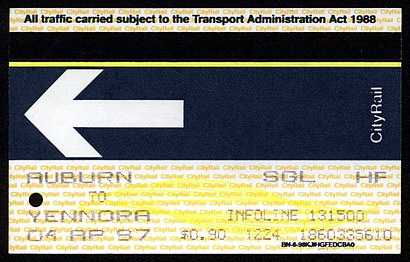 All traffic carried subject to the Transport Administration Act 1988
CityRail
AUBURN SGL HF
TO
YENNORA INFOLINE 131500
04 AP 97 $0.90 1224 1860335610